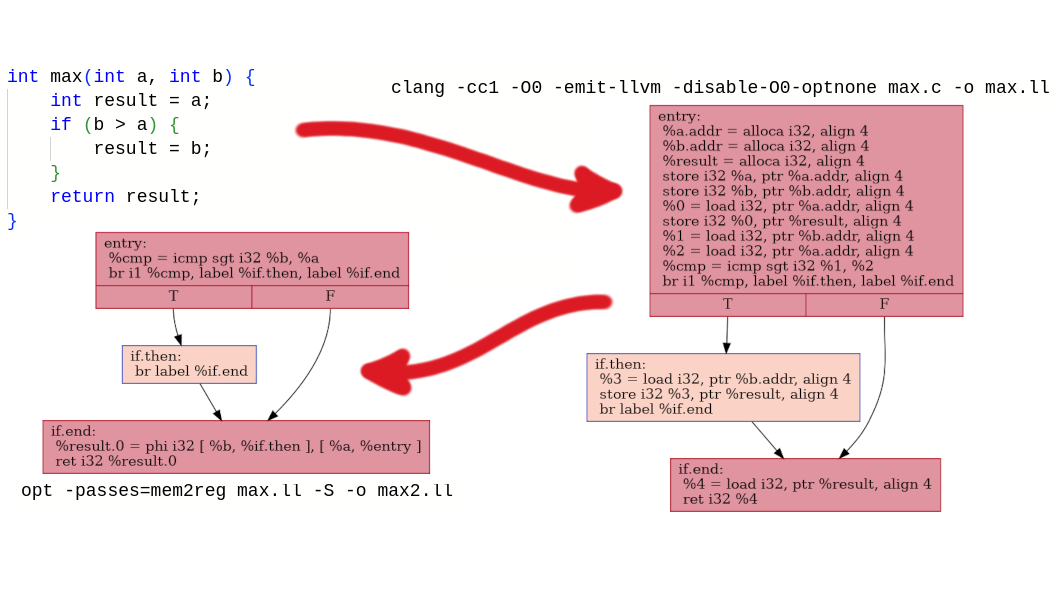 int max(int a, int b) {
    int result = a;
    if (b > a) {
        result = b;
    }
    return result;
}
clang -cc1 -O0 -emit-llvm -disable-O0-optnone max.c -o max.ll
entry:
%a.addr = alloca i32, align 4
%b.addr = alloca i32, align 4
%result = alloca i32, align 4
store i32 %a, ptr %a.addr, align 4
store i32 %b, ptr %b.addr, align 4
%0 = load i32, ptr %a.addr, align 4
store i32 %0, ptr %result, align 4
%1 = load i32, ptr %b.addr, align 4
%2 = load i32, ptr %a.addr, align 4
%cmp = icmp sgt i32 %1, %2
br i1 %cmp, label %if.then, label %if.end
T F
if.then:
%3 = load i32, ptr %b.addr, align 4
store i32 %3, ptr %result, align 4
br label %if.end
if.end:
%4 = load i32, ptr %result, align 4
ret i32 %4
entry:
%cmp = icmp sgt i32 %b, %a
br i1 %cmp, label %if.then, label %if.end
T F
if.then:
br label %if.end
if.end:
%result.0 = phi i32 [ %b, %if.then ], [ %a, %entry ]
ret i32 %result.0
opt -passes=mem2reg max.ll -S -o max2.ll